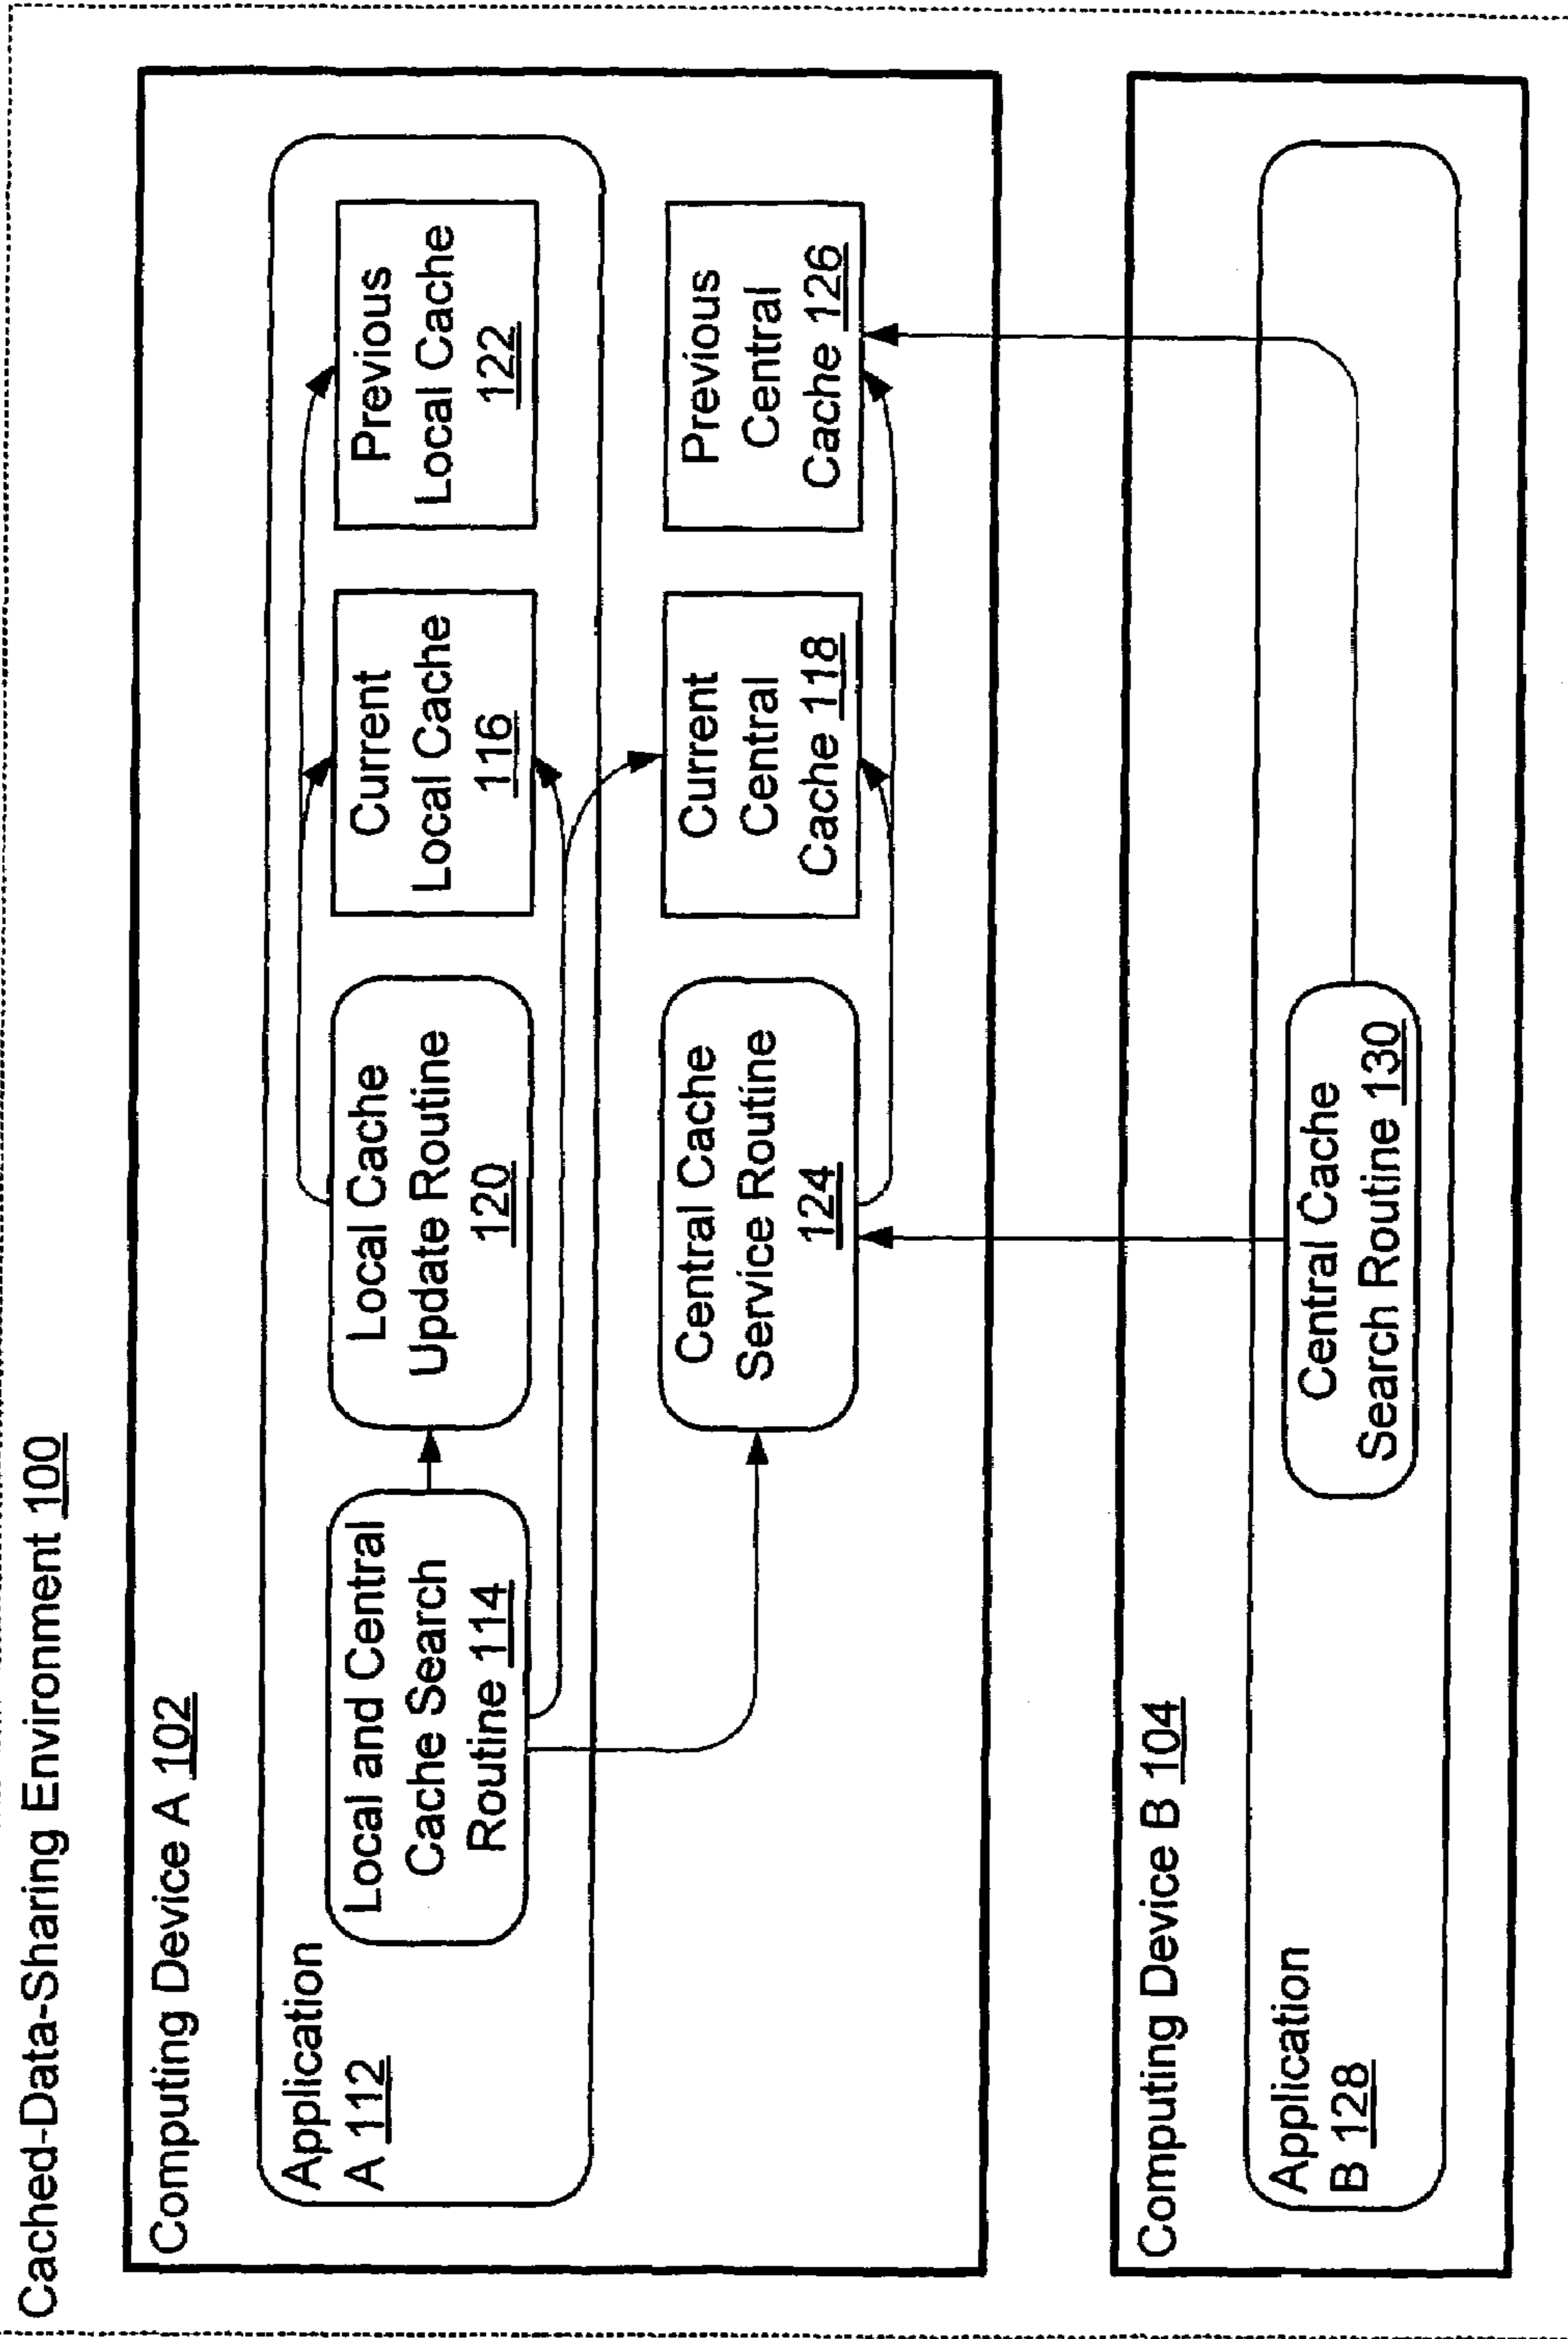 Cached-Data-Sharing Environment 100
Computing Device A 102
Application
A 112
Local and Central
Cache Search
Routine 114
Local Cache
Update Routine
120
Current
Local Cache
116
Previous
Local Cache
122
Central Cache
Service Routine
124
Current
Central
Cache 118
Previous
Central
Cache 126
Computing Device B 104
Application
B 128
Central Cache
Search Routine 130